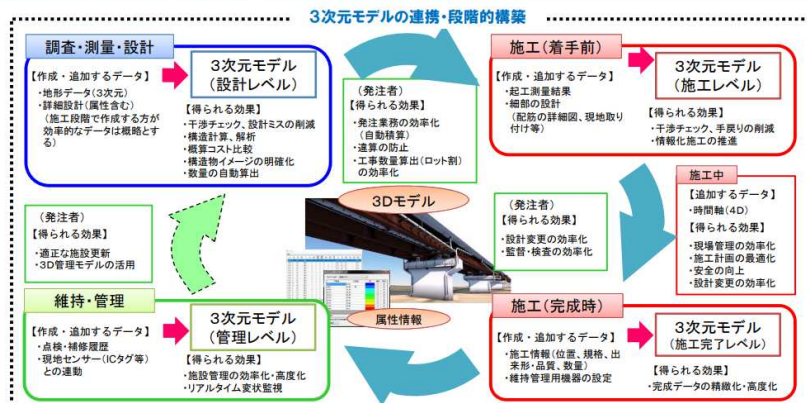 3次元モデルの連携・段階的構築
調査・測量・設計
【作成・追加するデータ】
・地形データ(3次元)
・詳細設計(属性含む)
(施工段階で作成する方が
効率的なデータは概略とす
る)
3次元モデル
(設計レベル)
【得られる効果】
・干渉チェック、設計ミスの削減
・構造計算、解析
・概算コスト比較
・構造物イメージの明確化
・数量の自動算出
(発注者)
【得られる効果】
・発注業務の効率化
(自動積算)
・違算の防止
・工事数量算出(ロット割)
の効率化
施工(着手前)
【作成・追加するデータ】
・起工測量結果
・細部の設計
(配筋の詳細図、現地取り
付け等)
3次元モデル
(施工レベル)
【得られる効果】
・干渉チェック、手戻りの削減
・情報化施工の推進
施工中
【追加するデータ】
・時間軸(4D)
【得られる効果】
・現場管理の効率化
・施工計画の最適化
・安全の向上
・設計変更の効率化
(発注者)
【得られる効果】
・設計変更の効率化
・監督・検査の効率化
3Dモデル
属性情報
(発注者)
【得られる効果】
・適正な施設更新
・3D管理モデルの活用
維持・管理
【作成・追加するデータ】
・点検・補修履歴
・現地センサー(ICタグ等)
との連動
3次元モデル
(管理レベル)
【得られる効果】
・施設管理の効率化・高度化
・リアルタイム変状監視
施工(完成時)
【作成・追加するデータ】
・施工情報(位置、規格、出
来形・品質、数量)
・維持管理用機器の設定
3次元モデル
(施工完了レベル)
【得られる効果】
・完成データの精緻化・高度化